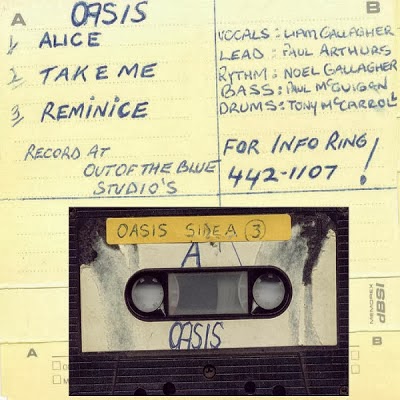 A
B
OASIS
1 ALICE
2 TAKE ME
3 REMINICE
RECORD AT
OUT OF THE BLUE
STUDIO'S
VOCALS : LIAM GALLAGHER
LEAD : PAUL ARTHURS
RYTHM : NOEL GALLAGHER
BASS : PAUL McGUIGAN
DRUMS : TONY McCARROLL
FOR INFO RING
442-1107 !
OASIS SIDE A 3
A
OASIS
A
B